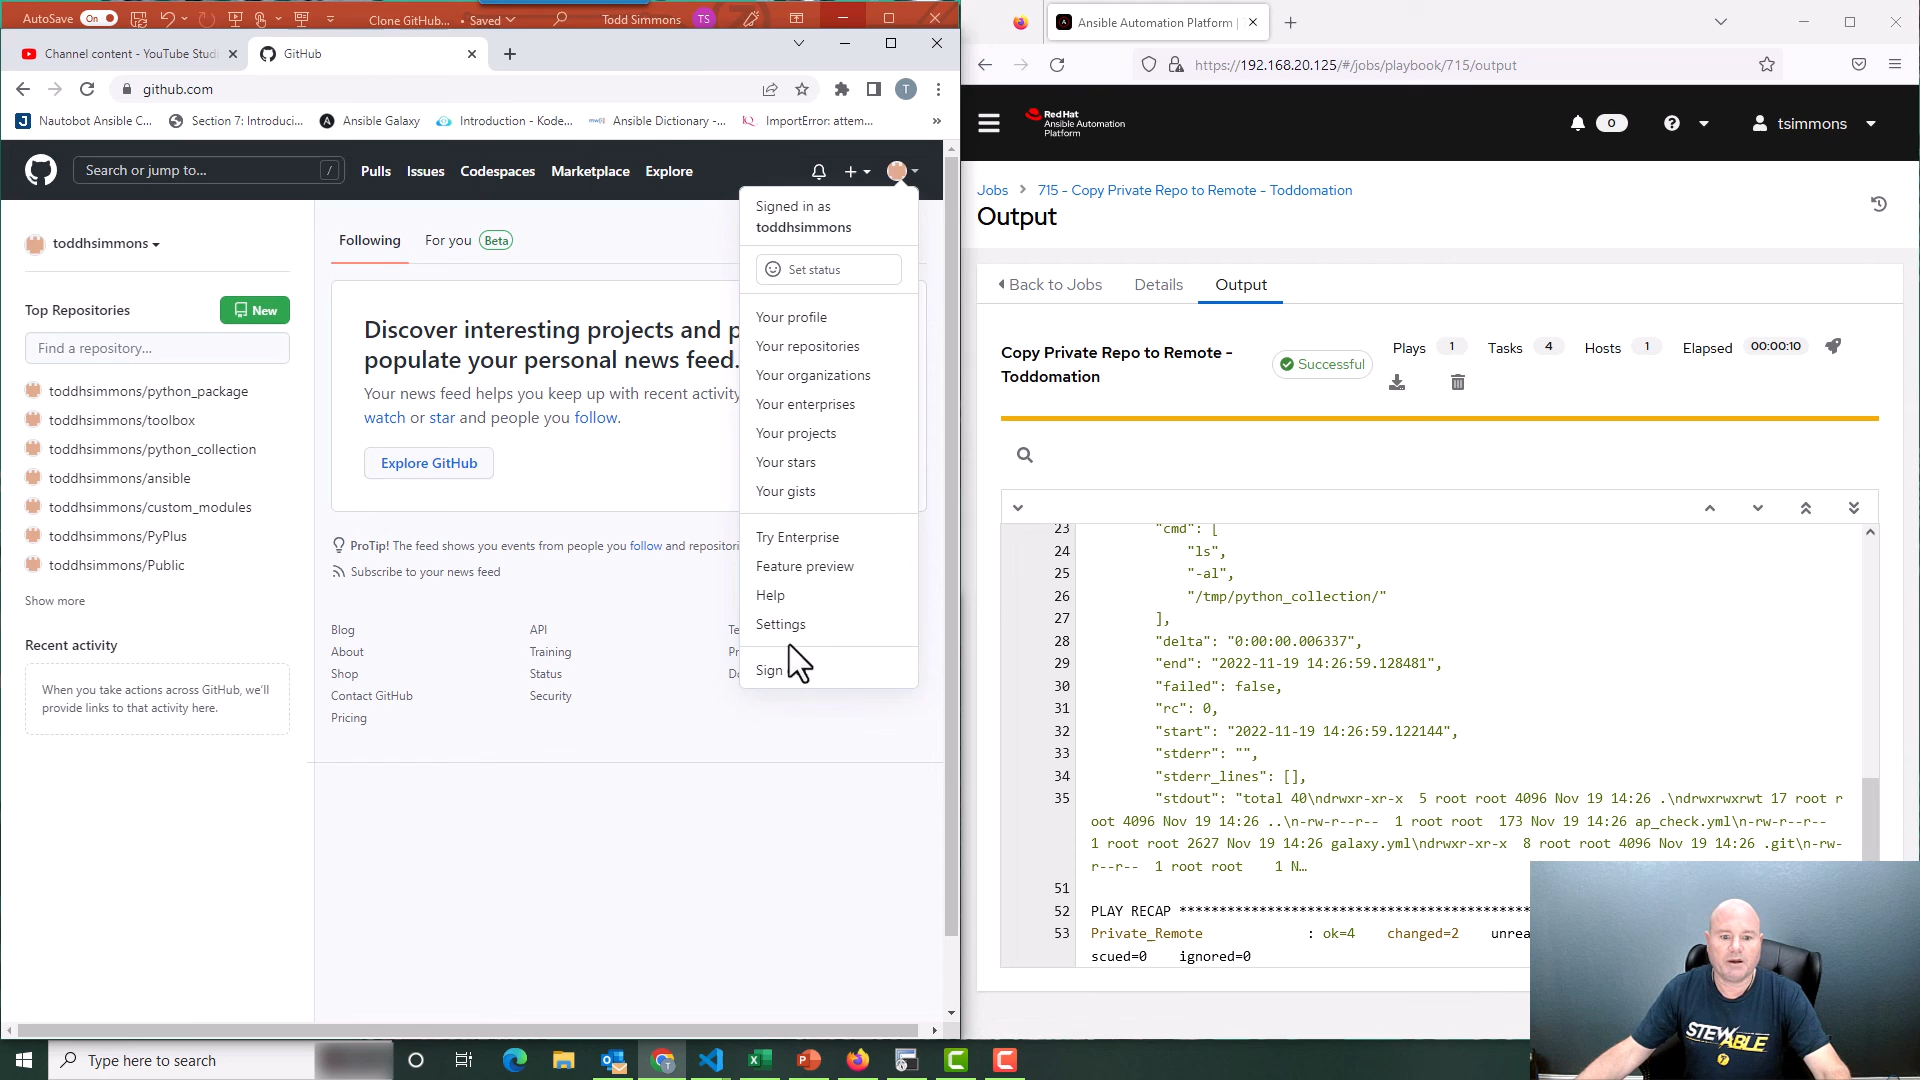 AutoSave On
Clone GitHub... • Saved
Todd Simmons TS
Channel content - YouTube Studi
GitHub
github.com
T
Nautobot Ansible C...
Section 7: Introduci...
Ansible Galaxy
Introduction - Kode...
Ansible Dictionary -...
ImportError: attem...
»
Search or jump to... /
Pulls
Issues
Codespaces
Marketplace
Explore
toddhsimmons
Top Repositories
New
Find a repository...
toddhsimmons/python_package
toddhsimmons/toolbox
toddhsimmons/python_collection
toddhsimmons/ansible
toddhsimmons/custom_modules
toddhsimmons/PyPlus
toddhsimmons/Public
Show more
Recent activity
When you take actions across GitHub, we'll
provide links to that activity here.
Following
For you Beta
Discover interesting projects and p
populate your personal news feed.
Your news feed helps you keep up with recent activity
watch or star and people you follow.
Explore GitHub
ProTip! The feed shows you events from people you follow and repositori
Subscribe to your news feed
Blog
About
Shop
Contact GitHub
Pricing
API
Training
Status
Security
Te
Pr
Do
Signed in as
toddhsimmons
Set status
Your profile
Your repositories
Your organizations
Your enterprises
Your projects
Your stars
Your gists
Try Enterprise
Feature preview
Help
Settings
Sign
Ansible Automation Platform |
https://192.168.20.125/#/jobs/playbook/715/output
Red Hat
Ansible Automation
Platform
0
tsimmons
Jobs
715 - Copy Private Repo to Remote - Toddomation
Output
Back to Jobs
Details
Output
Copy Private Repo to Remote -
Toddomation
Successful
Plays 1
Tasks 4
Hosts 1
Elapsed 00:00:10
23 "cmd": [
24 "ls",
25 "-al",
26 "/tmp/python_collection/"
27 ],
28 "delta": "0:00:00.006337",
29 "end": "2022-11-19 14:26:59.128481",
30 "failed": false,
31 "rc": 0,
32 "start": "2022-11-19 14:26:59.122144",
33 "stderr": "",
34 "stderr_lines": [],
35 "stdout": "total 40\ndrwxr-xr-x 5 root root 4096 Nov 19 14:26 .\ndrwxrwxrwt 17 root r
oot 4096 Nov 19 14:26 ..\n-rw-r--r-- 1 root root 173 Nov 19 14:26 ap_check.yml\n-rw-r--r--
1 root root 2627 Nov 19 14:26 galaxy.yml\ndrwxr-xr-x 8 root root 4096 Nov 19 14:26 .git\n-rw-
r--r-- 1 root root 1 N…
51
52 PLAY RECAP *****************************************
53 Private_Remote : ok=4 changed=2 unrea
scued=0 ignored=0
STEWABLE
Type here to search